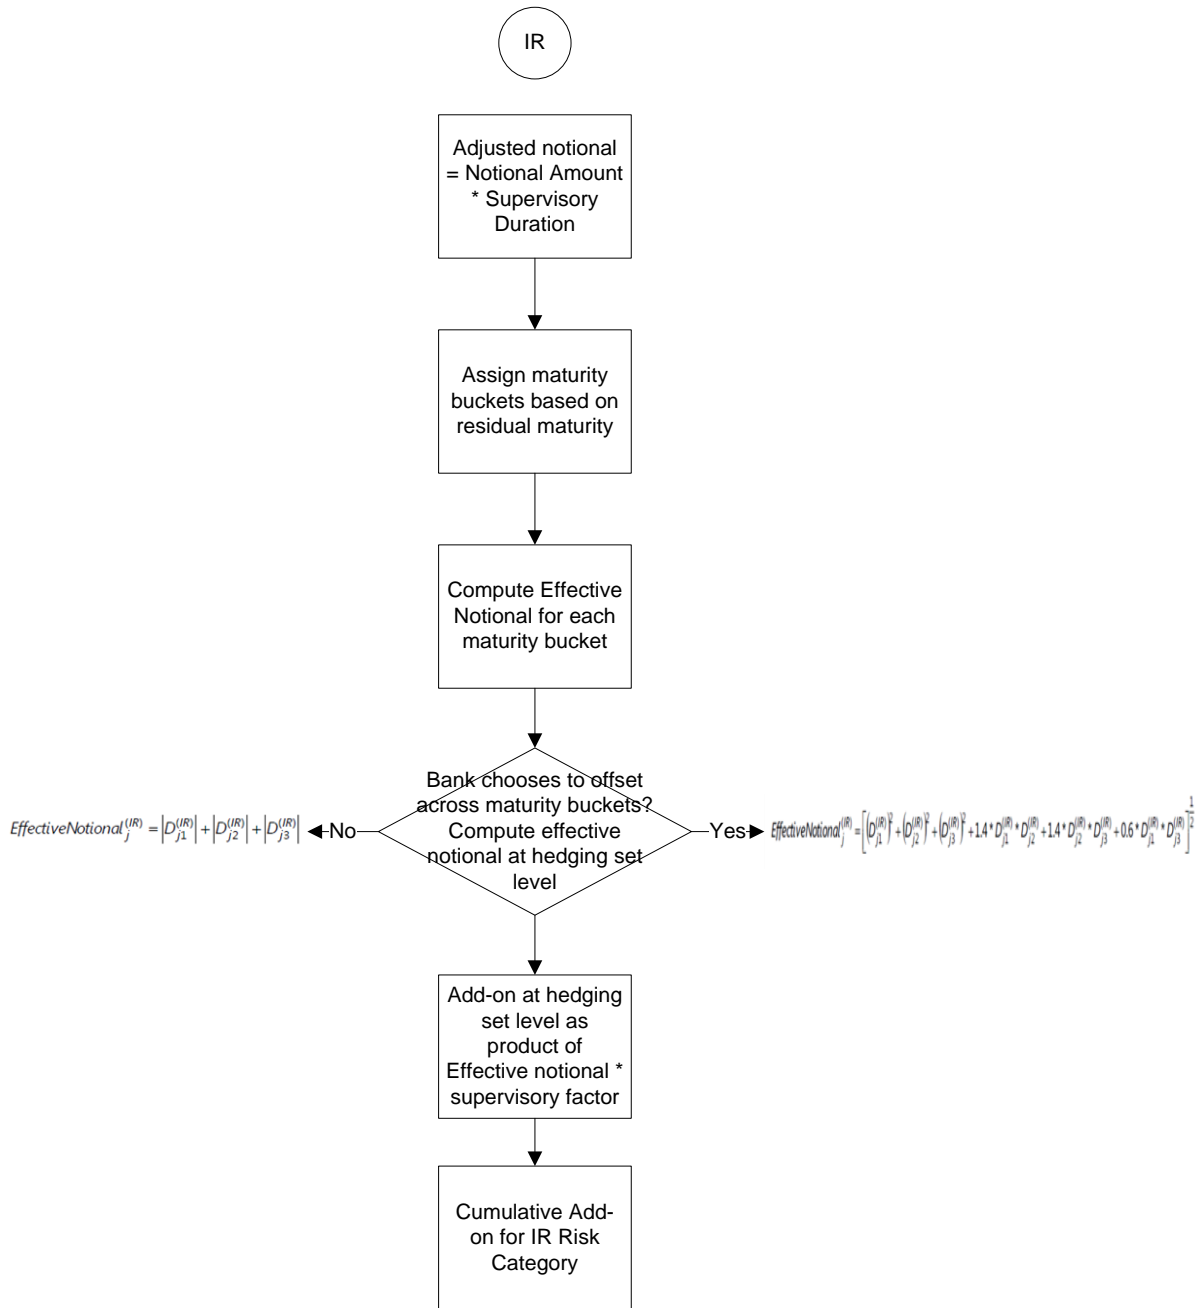 IR
Adjusted notional
= Notional Amount
* Supervisory
Duration
Assign maturity
buckets based on
residual maturity
Compute Effective
Notional for each
maturity bucket
Bank chooses to offset
across maturity buckets?
Compute effective
notional at hedging set
level
No
EffectiveNotional_j^(IR) = |D_j1^(IR)| + |D_j2^(IR)| + |D_j3^(IR)|
Yes
EffectiveNotional_j^(IR) = [(D_j1^(IR))^2 + (D_j2^(IR))^2 + (D_j3^(IR))^2 + 1.4 * D_j1^(IR) * D_j2^(IR) + 1.4 * D_j2^(IR) * D_j3^(IR) + 0.6 * D_j1^(IR) * D_j3^(IR)]^(1/2)
Add-on at hedging
set level as
product of
Effective notional *
supervisory factor
Cumulative Add-
on for IR Risk
Category